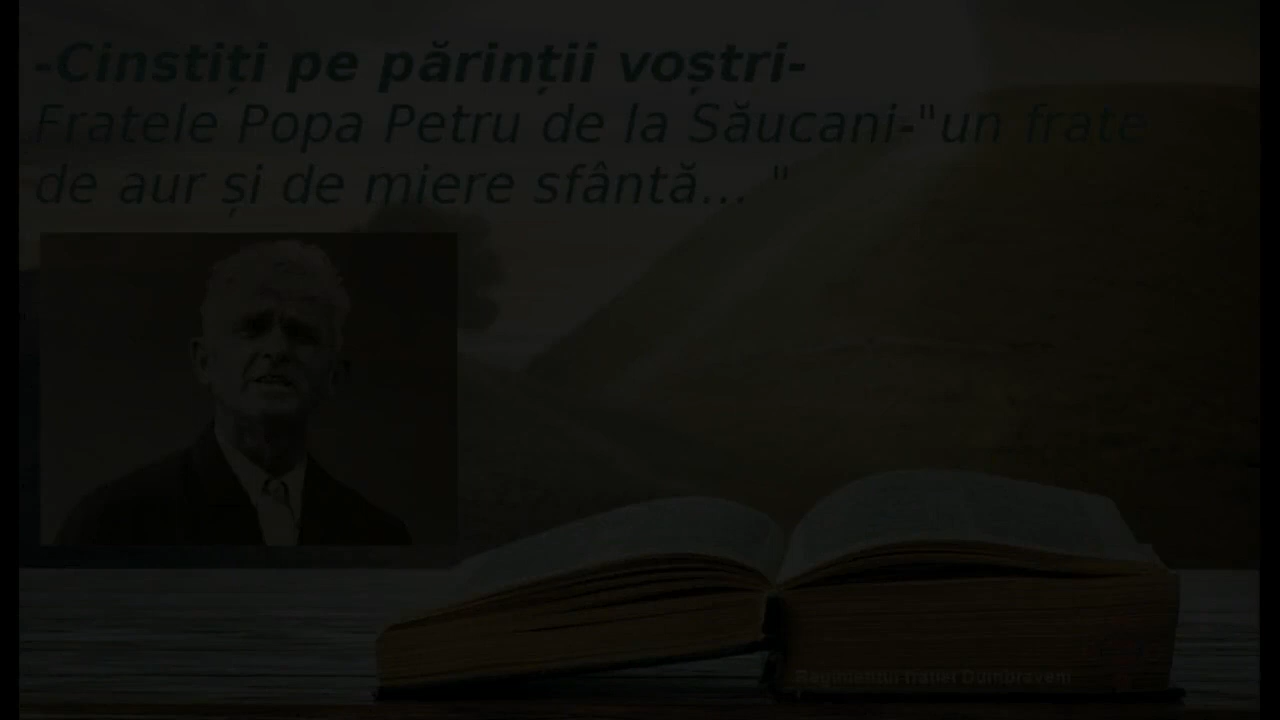 -Cinstiți pe părinții voștri-
Fratele Popa Petru de la Săucani-"un frate
de aur și de miere sfântă... "